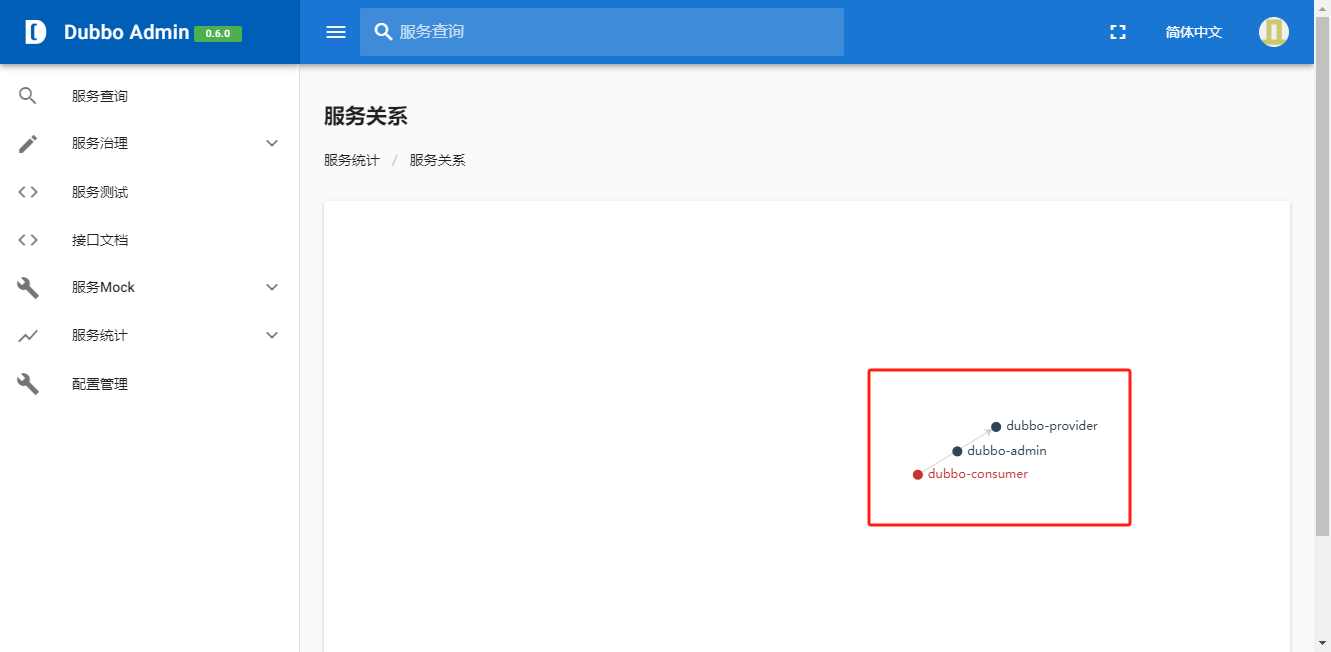 Dubbo Admin 0.6.0
服务查询
简体中文
服务查询
服务治理
服务测试
接口文档
服务Mock
服务统计
配置管理
服务关系
服务统计 / 服务关系
dubbo-provider
dubbo-admin
dubbo-consumer